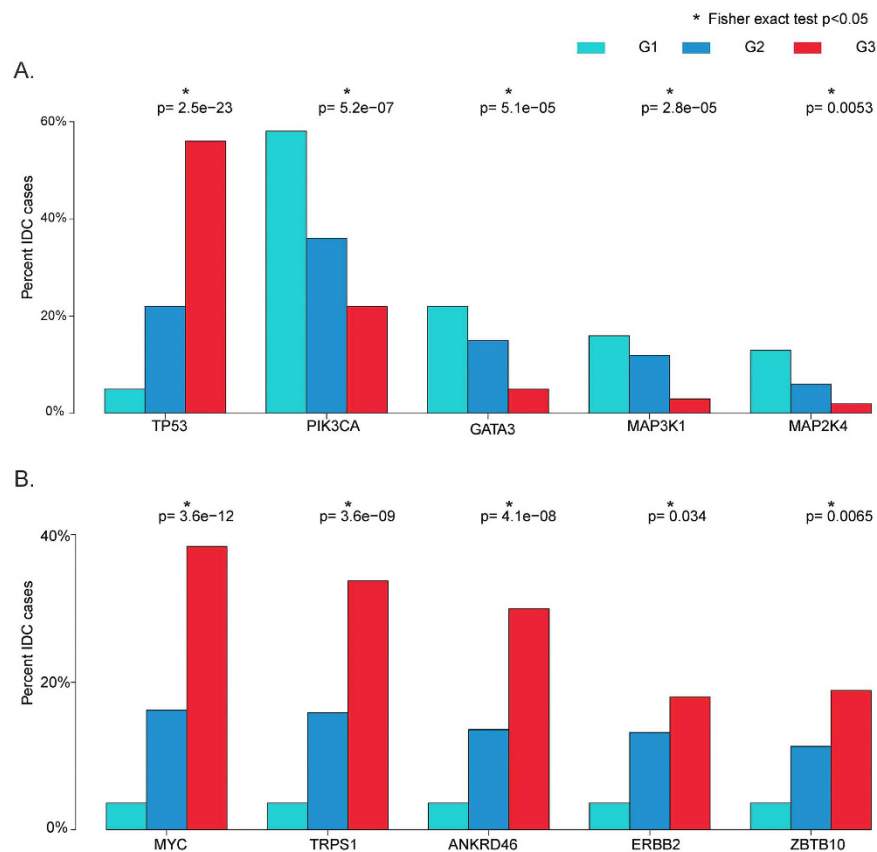 * Fisher exact test p<0.05
G1 G2 G3
A.
* * * * *
p= 2.5e−23 p= 5.2e−07 p= 5.1e−05 p= 2.8e−05 p= 0.0053
60%
40%
20%
0%
Percent IDC cases
TP53 PIK3CA GATA3 MAP3K1 MAP2K4
B.
* * * * *
p= 3.6e−12 p= 3.6e−09 p= 4.1e−08 p= 0.034 p= 0.0065
40%
20%
0%
Percent IDC cases
MYC TRPS1 ANKRD46 ERBB2 ZBTB10